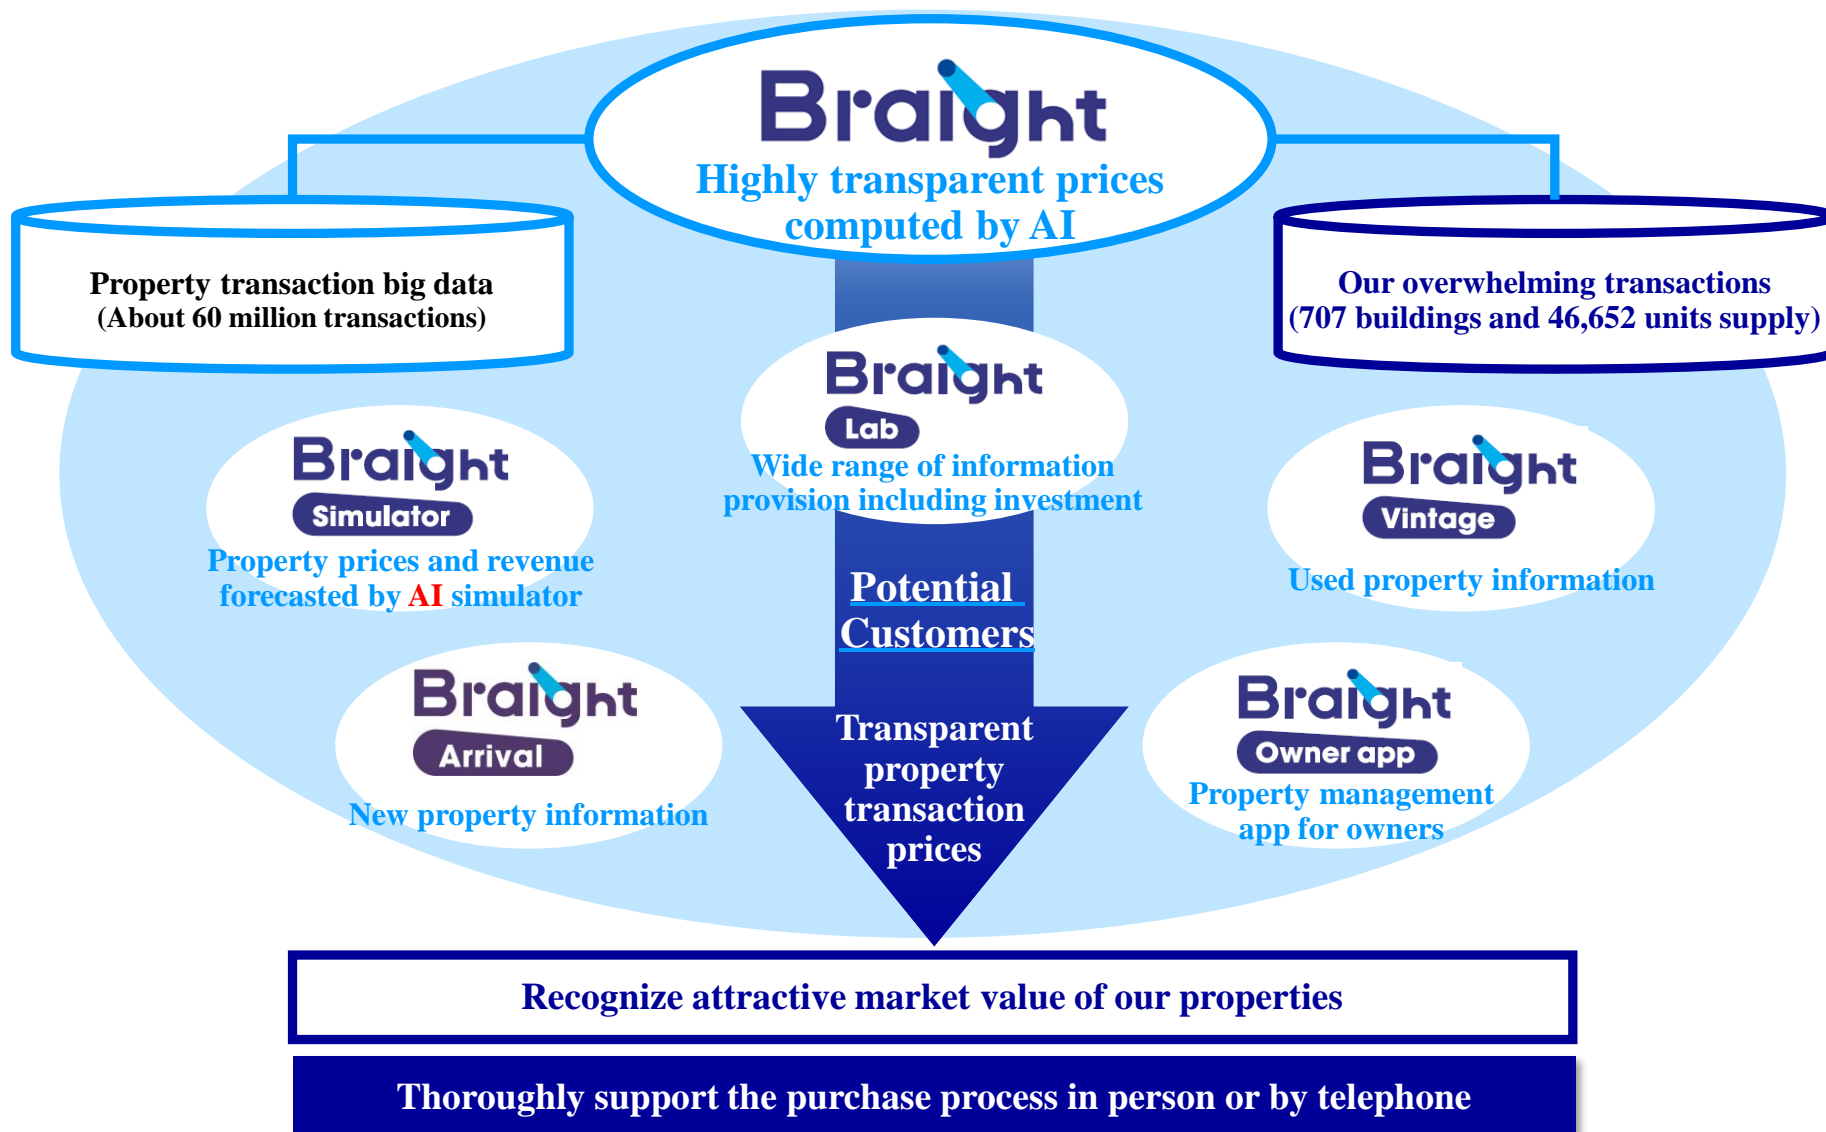 Braight
Highly transparent prices
computed by AI
Property transaction big data
(About 60 million transactions)
Our overwhelming transactions
(707 buildings and 46,652 units supply)
Braight
Lab
Wide range of information
provision including investment
Braight
Simulator
Property prices and revenue
forecasted by AI simulator
Braight
Vintage
Used property information
Potential
Customers
Braight
Arrival
New property information
Transparent
property
transaction
prices
Braight
Owner app
Property management
app for owners
Recognize attractive market value of our properties
Thoroughly support the purchase process in person or by telephone